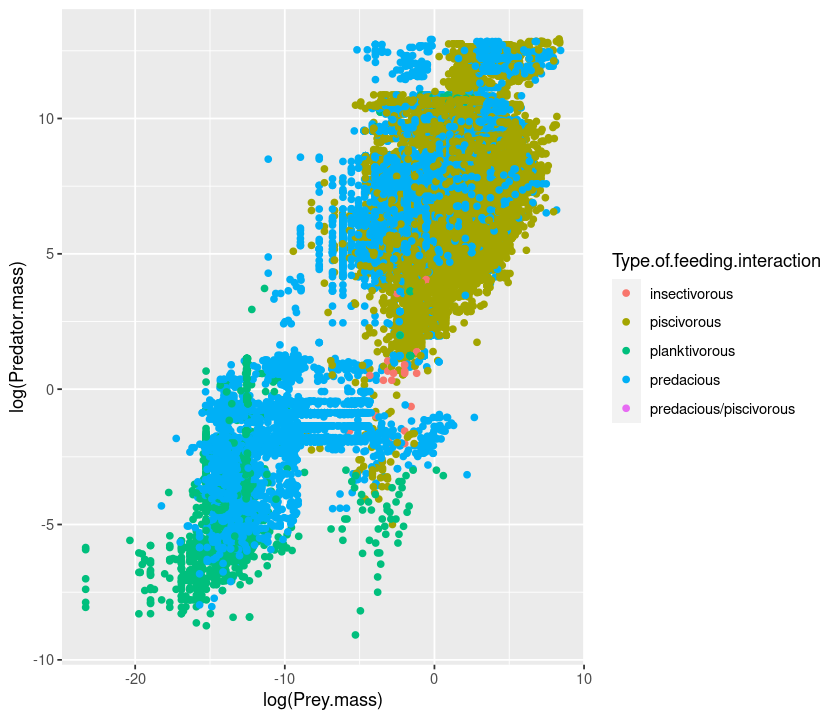 10
5
0
-5
-10
-20
-10
0
10
log(Predator.mass)
log(Prey.mass)
Type.of.feeding.interaction
insectivorous
piscivorous
planktivorous
predacious
predacious/piscivorous